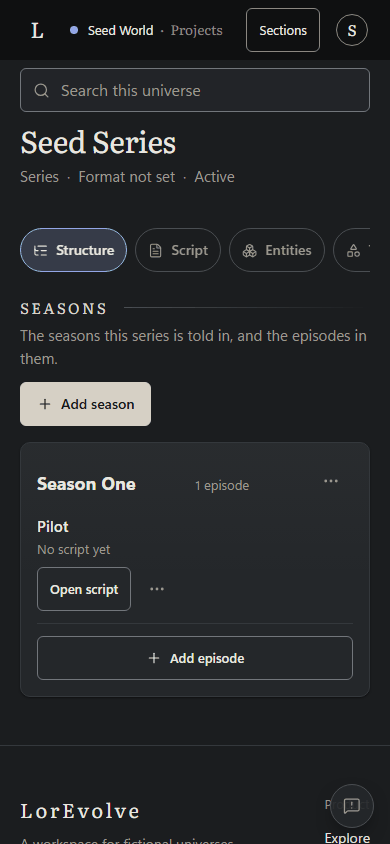 L Seed World · Projects Sections S
Search this universe
Seed Series
Series · Format not set · Active
Structure Script Entities
SEASONS
The seasons this series is told in, and the episodes in
them.
+ Add season
Season One 1 episode ...
Pilot
No script yet
Open script ...
+ Add episode
LorEvolve
Explore
A workspace for fictional universes